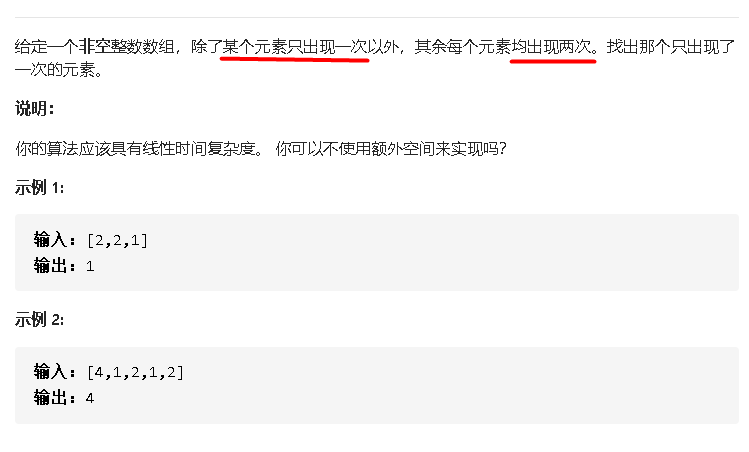 给定一个非空整数数组，除了某个元素只出现一次以外，其余每个元素均出现两次。找出那个只出现了
一次的元素。
说明：
你的算法应该具有线性时间复杂度。 你可以不使用额外空间来实现吗？
示例 1:
输入: [2,2,1]
输出: 1
示例 2:
输入: [4,1,2,1,2]
输出: 4